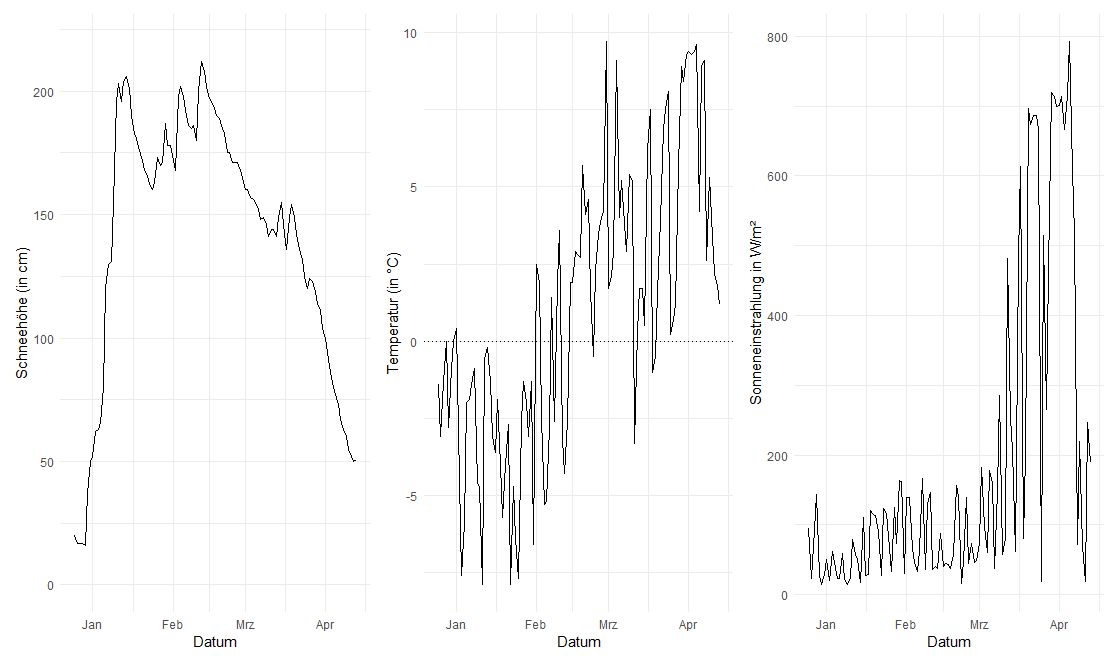 Schneehöhe (in cm)
200
150
100
50
0
Jan Feb Mrz Apr
Datum
Temperatur (in °C)
10
5
0
-5
Jan Feb Mrz Apr
Datum
Sonneneinstrahlung in W/m²
800
600
400
200
0
Jan Feb Mrz Apr
Datum